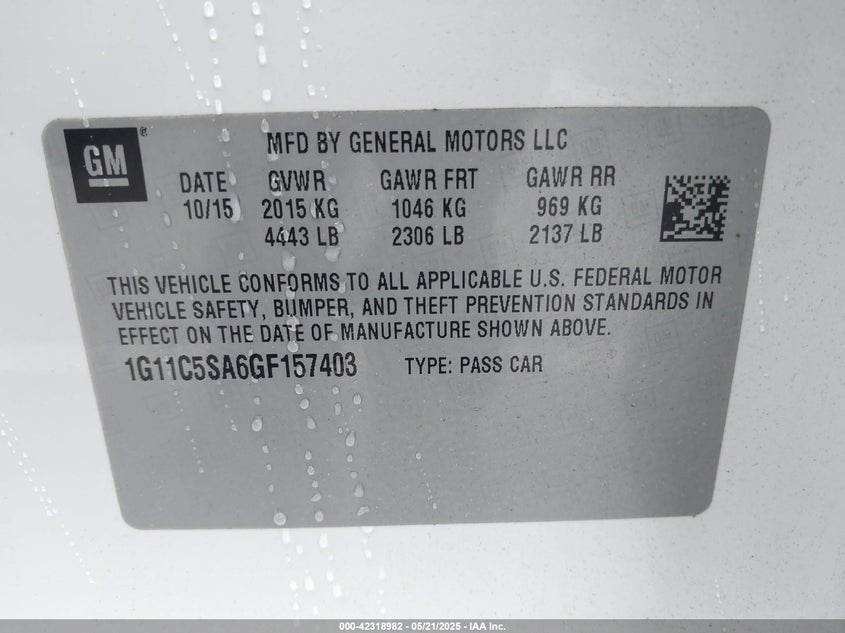 GM®
MFD BY GENERAL MOTORS LLC
DATE GVWR GAWR FRT GAWR RR
10/15 2015 KG 1046 KG 969 KG
4443 LB 2306 LB 2137 LB
THIS VEHICLE CONFORMS TO ALL APPLICABLE U.S. FEDERAL MOTOR
VEHICLE SAFETY, BUMPER, AND THEFT PREVENTION STANDARDS IN
EFFECT ON THE DATE OF MANUFACTURE SHOWN ABOVE.
1G11C5SA6GF157403 TYPE: PASS CAR
000-42318982 - 05/21/2025 - IAA Inc.